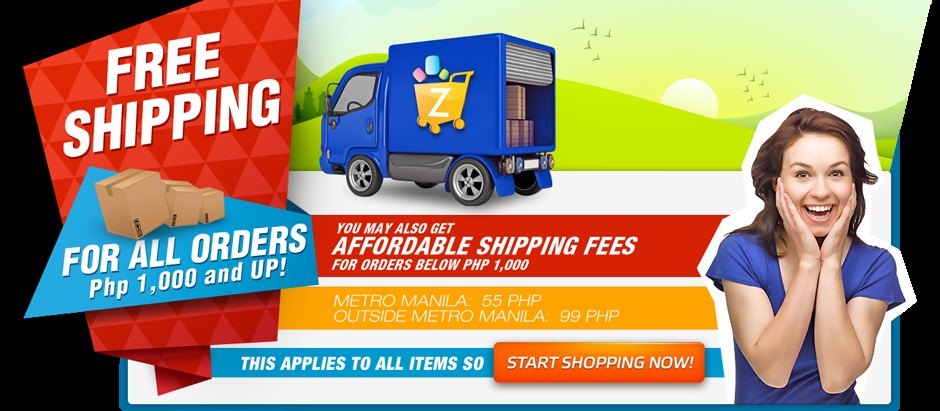 FREE
SHIPPING
FOR ALL ORDERS
Php 1,000 and UP!
Z
YOU MAY ALSO GET
AFFORDABLE SHIPPING FEES
FOR ORDERS BELOW PHP 1,000
METRO MANILA: 55 PHP
OUTSIDE METRO MANILA: 99 PHP
THIS APPLIES TO ALL ITEMS SO
START SHOPPING NOW!